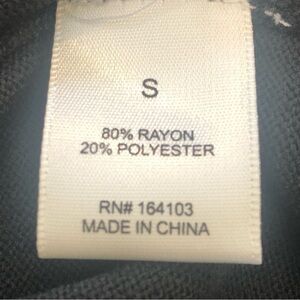 S
80% RAYON
20% POLYESTER
RN# 164103
MADE IN CHINA